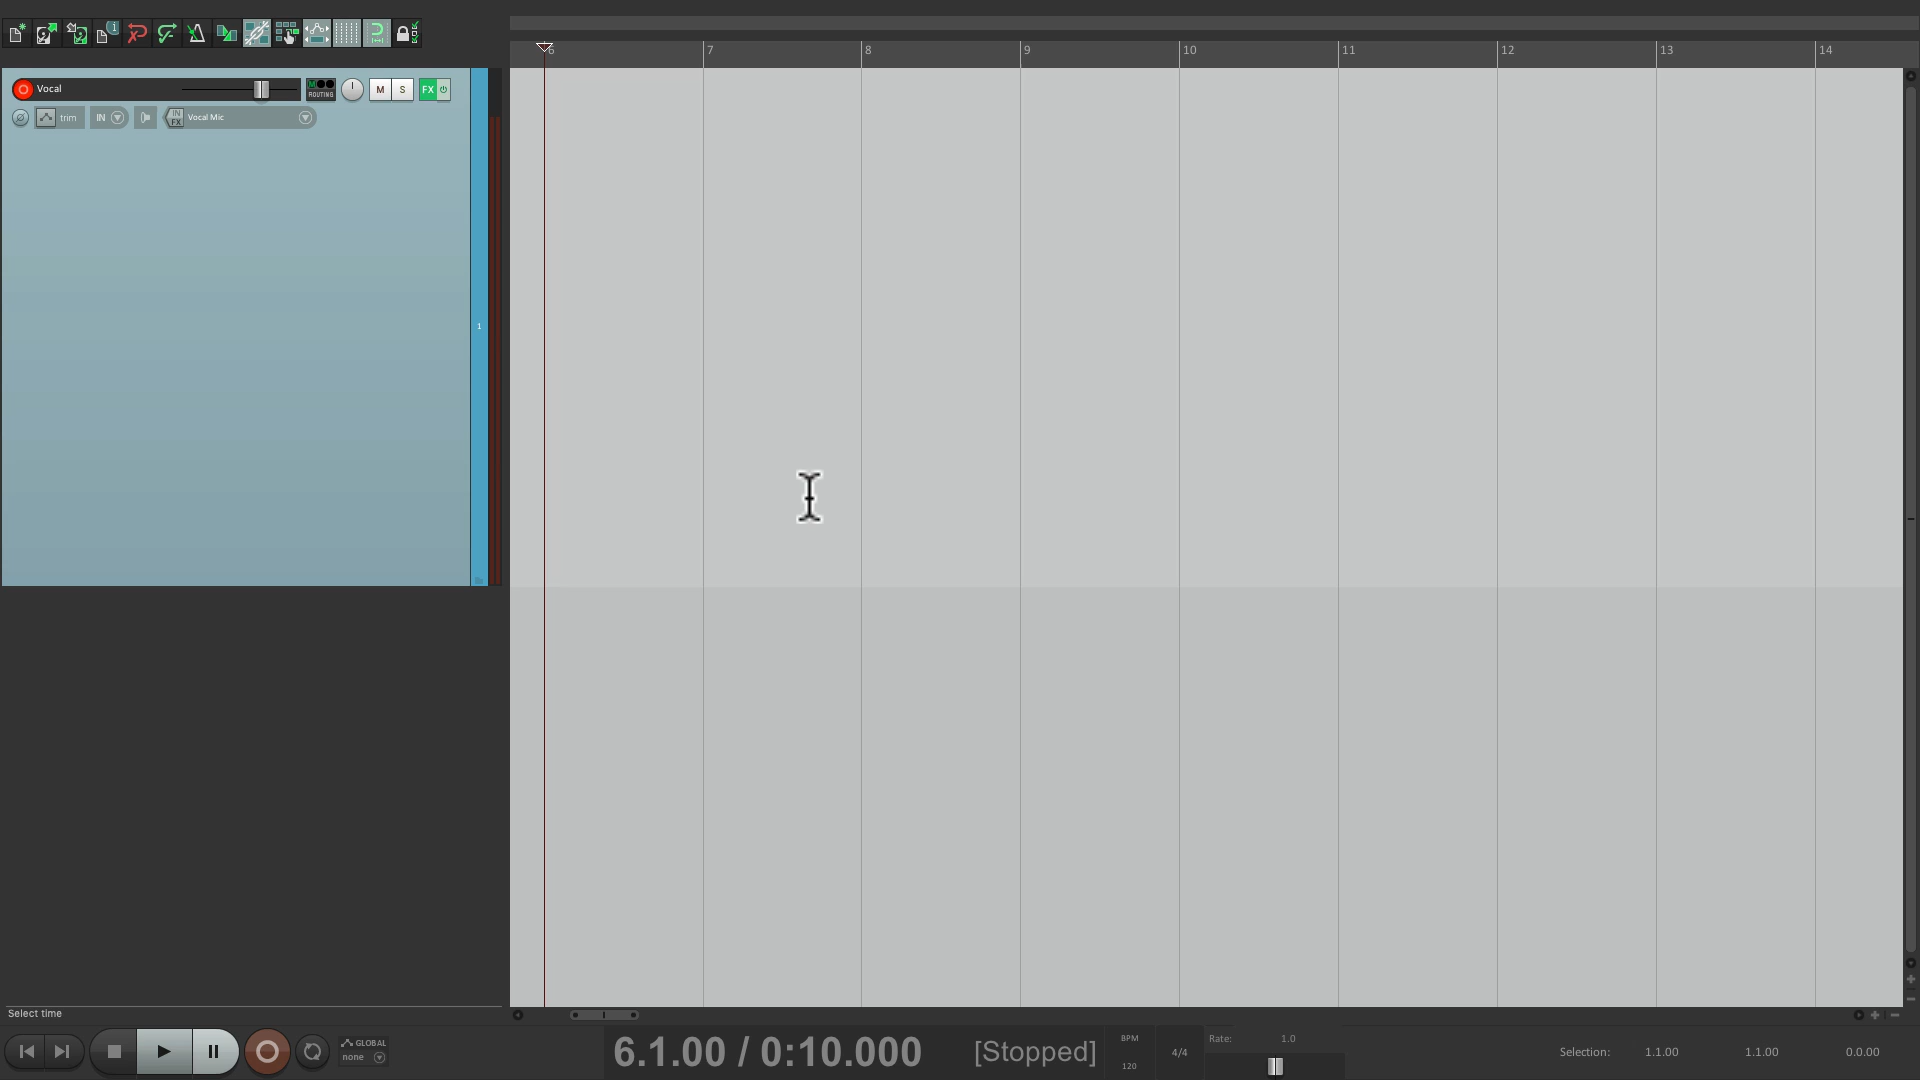 6 7 8 9 10 11 12 13 14
Vocal ROUTING M S FX
trim IN IN FX Vocal Mic
1
Select time
GLOBAL
none
6.1.00 / 0:10.000 [Stopped]
BPM
120
4/4
Rate: 1.0
Selection: 1.1.00 1.1.00 0.0.00